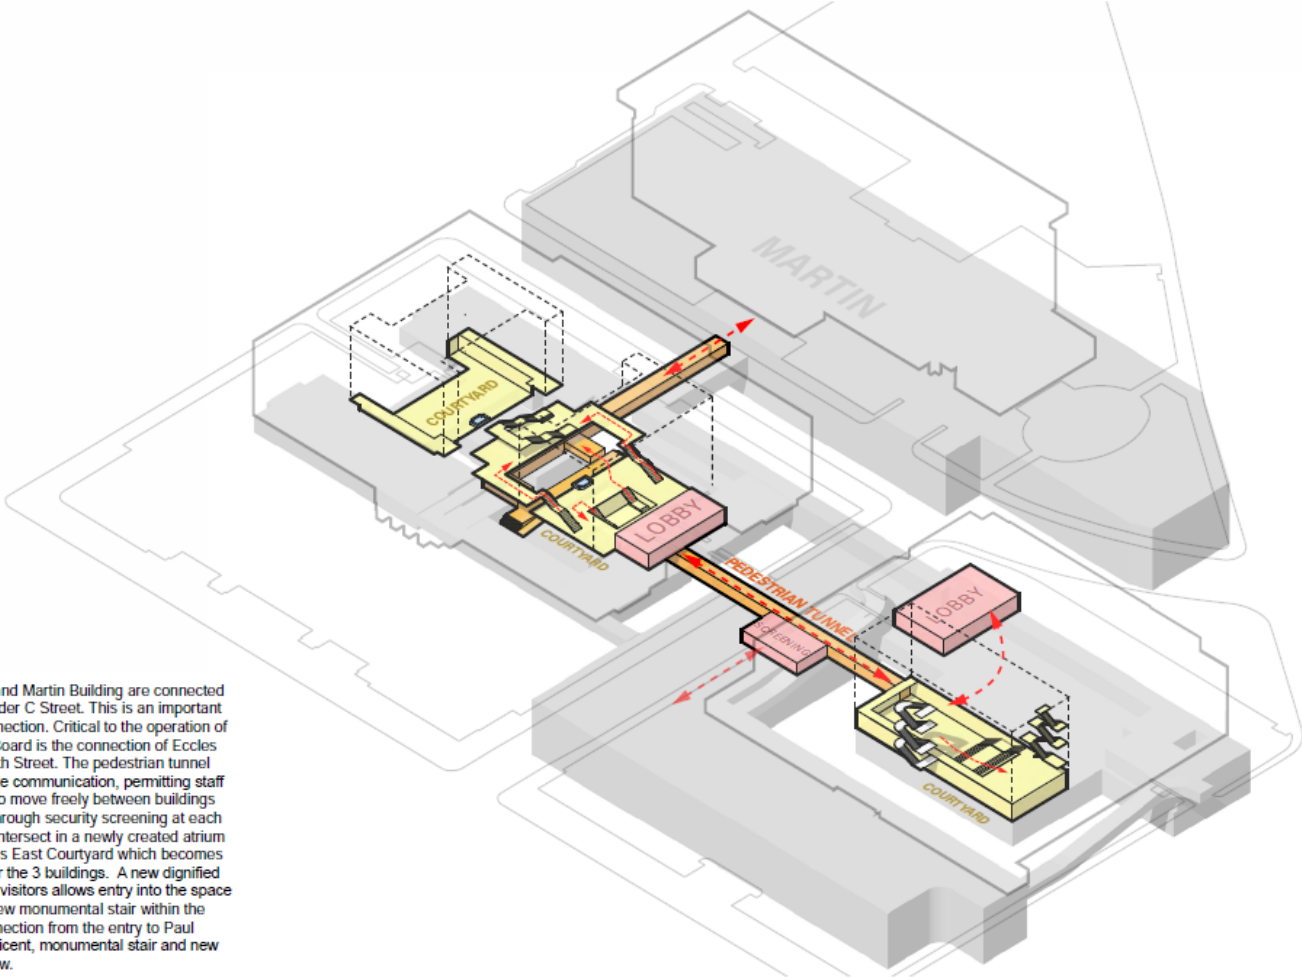 MARTIN
COURTYARD
LOBBY
COURTYARD
PEDESTRIAN TUNNEL
LOBBY
SCREENING
COURTYARD
nd Martin Building are connected
der C Street. This is an important
nection. Critical to the operation of
oard is the connection of Eccles
h Street. The pedestrian tunnel
e communication, permitting staff
o move freely between buildings
rough security screening at each
ntersect in a newly created atrium
s East Courtyard which becomes
r the 3 buildings. A new dignified
visitors allows entry into the space
ew monumental stair within the
nection from the entry to Paul
icent, monumental stair and new
w.